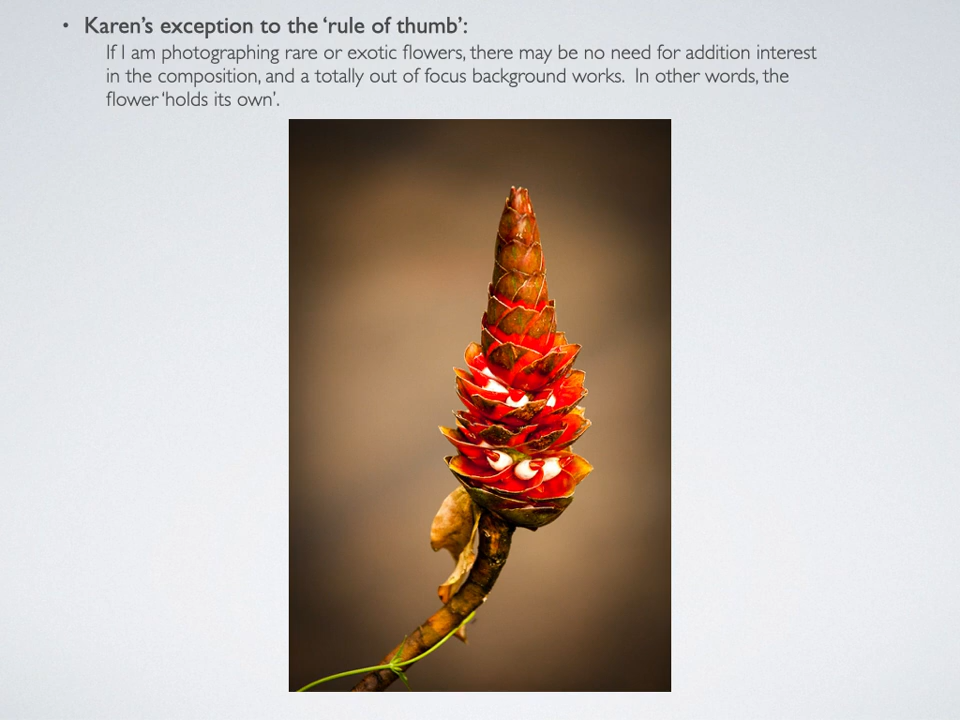 • Karen’s exception to the ‘rule of thumb’:
If I am photographing rare or exotic flowers, there may be no need for addition interest
in the composition, and a totally out of focus background works.  In other words, the
flower ‘holds its own’.